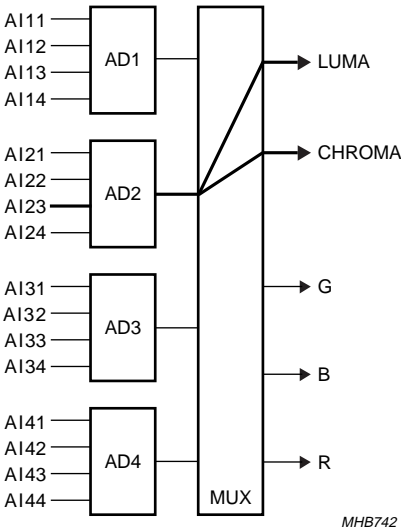 AI11
AI12
AI13
AI14
AD1
LUMA
AI21
AI22
AI23
AI24
AD2
CHROMA
AI31
AI32
AI33
AI34
AD3
G
B
AI41
AI42
AI43
AI44
AD4
R
MUX
MHB742